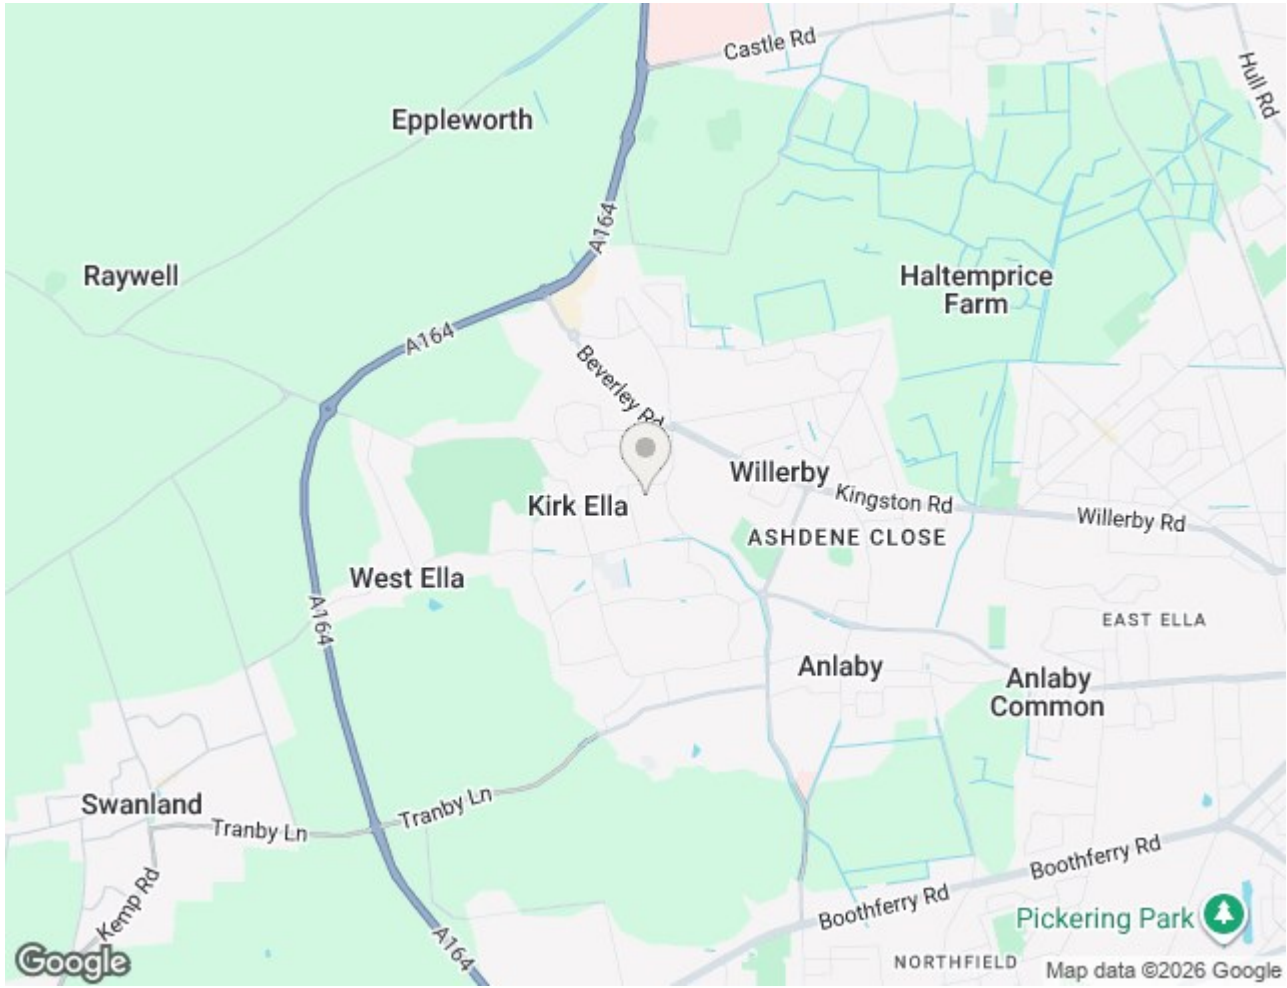 Castle Rd
Hull Rd
Eppleworth
A164
Raywell
Haltemprice
Farm
A164
Beverley Rd
Willerby
Kirk Ella
Kingston Rd
Willerby Rd
ASHDENE CLOSE
West Ella
A164
EAST ELLA
Anlaby
Anlaby
Common
Swanland
Tranby Ln
Tranby Ln
Kemp Rd
Boothferry Rd
Boothferry Rd
Pickering Park
A164
NORTHFIELD
Google
Map data ©2026 Google